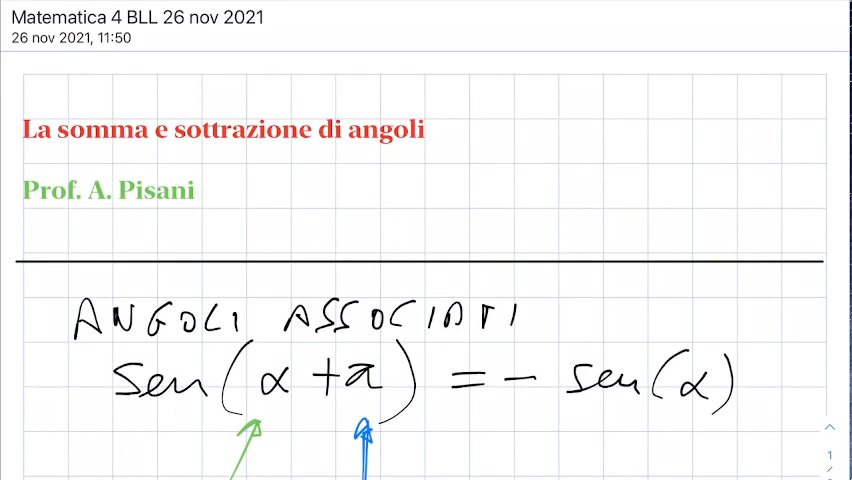 Matematica 4 BLL 26 nov 2021
26 nov 2021, 11:50
La somma e sottrazione di angoli
Prof. A. Pisani
ANGOLI ASSOCIATI
sen(α+π) = - sen(α)
1